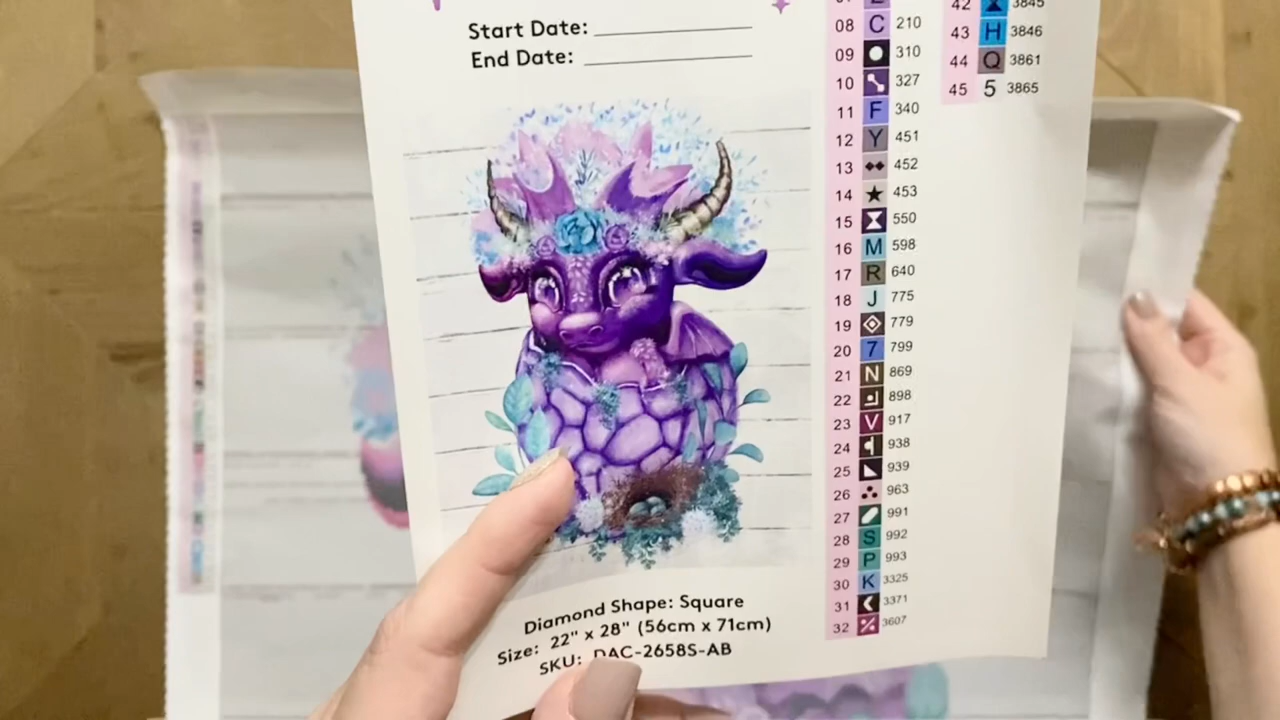 Start Date:
End Date:
Diamond Shape: Square
Size: 22" x 28" (56cm x 71cm)
SKU: DAC-2658S-AB
08 C 210
09 310
10 327
11 F 340
12 Y 451
13 452
14 ★ 453
15 550
16 M 598
17 R 640
18 J 775
19 779
20 7 799
21 N 869
22 898
23 V 917
24 938
25 939
26 963
27 991
28 S 992
29 P 993
30 K 3325
31 3371
32 3607
42 3845
43 H 3846
44 Q 3861
45 5 3865